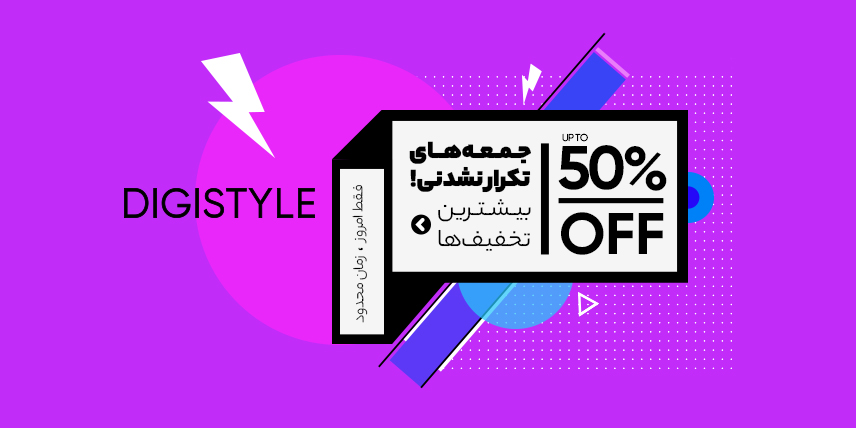 DIGISTYLE
فقط امروز ، زمان محدود
جمعه‌های
تکرارنشدنی!
بیشترین
تخفیف‌ها
UP TO
50%
OFF